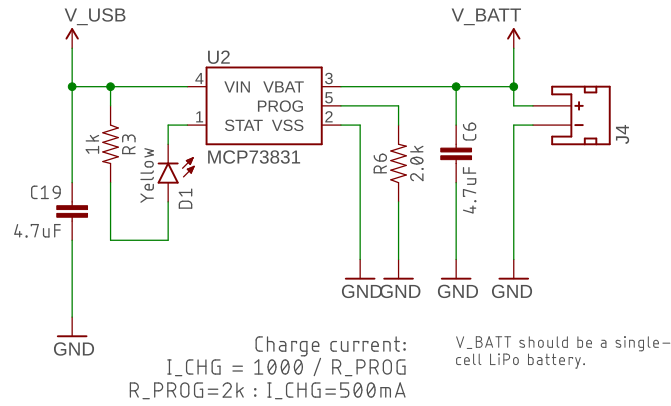 V_USB
V_BATT
U2
4
VIN
VBAT
3
PROG
5
1
STAT
VSS
2
MCP73831
1k
R3
Yellow
D1
C19
4.7uF
R6
2.0k
C6
4.7uF
+
-
J4
GND
GND
GND
GND
GND
Charge current:
I_CHG = 1000 / R_PROG
R_PROG=2k : I_CHG=500mA
V_BATT should be a single-
cell LiPo battery.